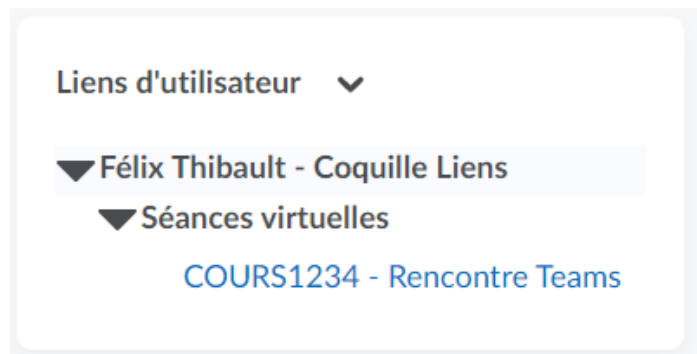 Liens d'utilisateur
Félix Thibault - Coquille Liens
Séances virtuelles
COURS1234 - Rencontre Teams